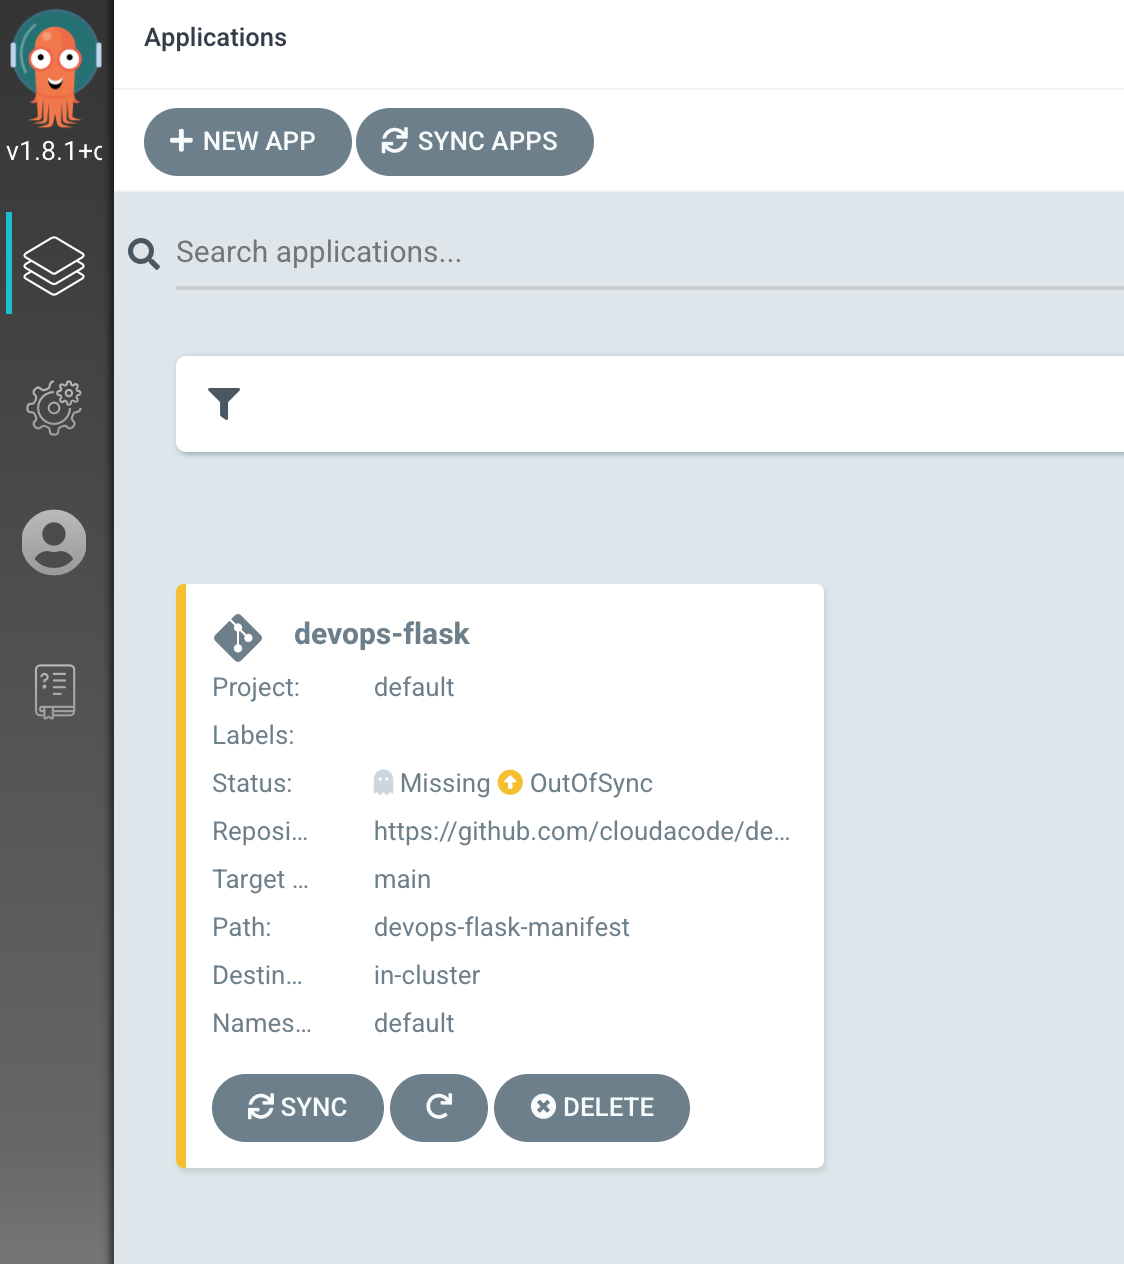 Applications
v1.8.1+c
NEW APP
SYNC APPS
Search applications...
devops-flask
Project: default
Labels:
Status: Missing OutOfSync
Reposi... https://github.com/cloudacode/de...
Target ... main
Path: devops-flask-manifest
Destin... in-cluster
Names... default
SYNC
DELETE